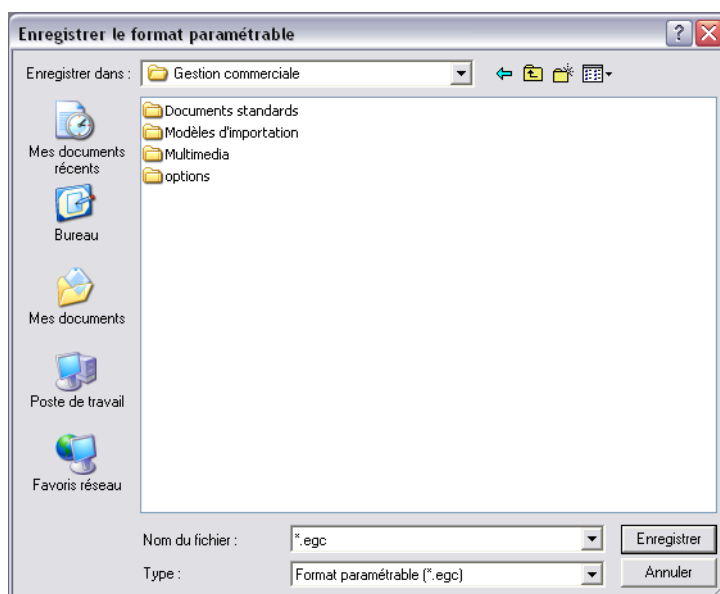 Enregistrer le format paramétrable
Enregistrer dans :
Gestion commerciale
Mes documents
récents
Bureau
Mes documents
Poste de travail
Favoris réseau
Documents standards
Modèles d'importation
Multimedia
options
Nom du fichier :
*.egc
Enregistrer
Type :
Format paramétrable (*.egc)
Annuler